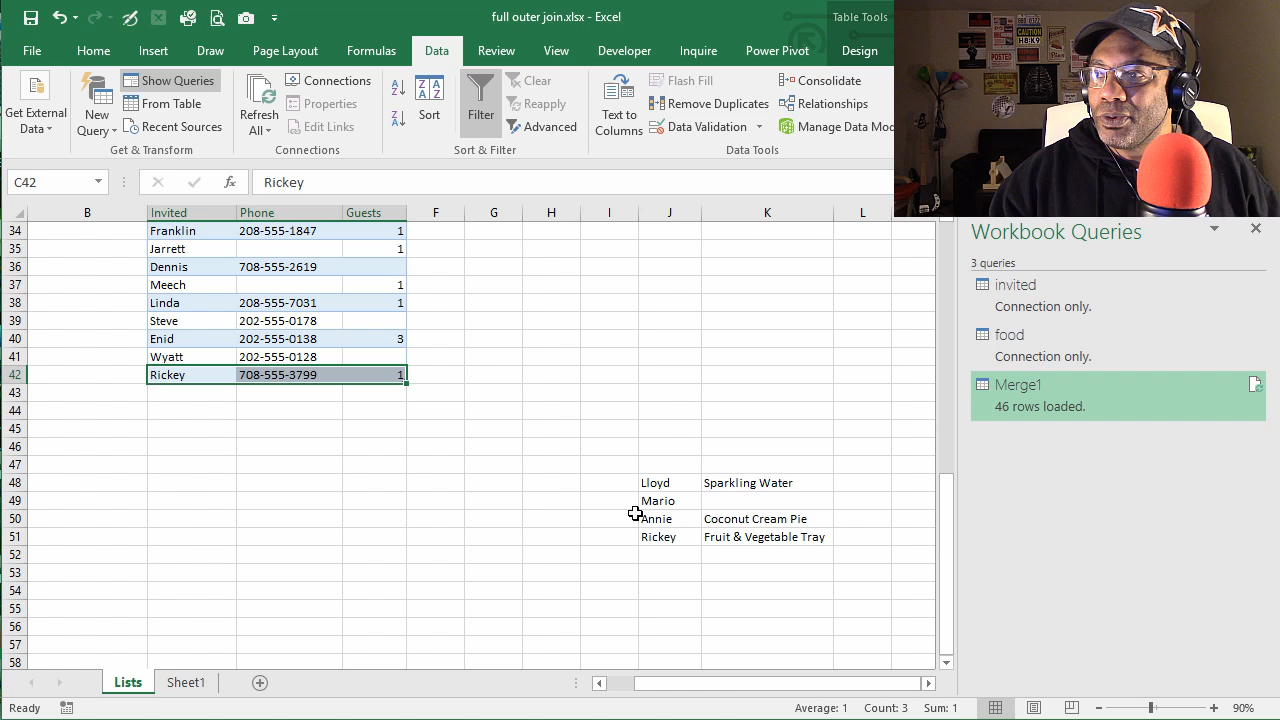 full outer join.xlsx - Excel
Table Tools
File Home Insert Draw Page Layout Formulas Data Review View Developer Inquire Power Pivot Design
Get External Data
New Query
Show Queries
From Table
Recent Sources
Get & Transform
Refresh All
Connections
Properties
Edit Links
Connections
Sort
Filter
Clear
Reapply
Advanced
Sort & Filter
Text to Columns
Flash Fill
Remove Duplicates
Data Validation
Consolidate
Relationships
Manage Data Mod
Data Tools
C42 fx Rickey
B Invited Phone Guests F G H I J K L
34 Franklin 208-555-1847 1
35 Jarrett 1
36 Dennis 708-555-2619
37 Meech 1
38 Linda 208-555-7031 1
39 Steve 202-555-0178
40 Enid 202-555-0138 3
41 Wyatt 202-555-0128
42 Rickey 708-555-3799 1
43
44
45
46
47
48 Lloyd Sparkling Water
49 Mario
50 Annie Coconut Cream Pie
51 Rickey Fruit & Vegetable Tray
52
53
54
55
56
57
58
Lists Sheet1
Ready Average: 1 Count: 3 Sum: 1 90%
Workbook Queries
3 queries
invited
Connection only.
food
Connection only.
Merge1
46 rows loaded.